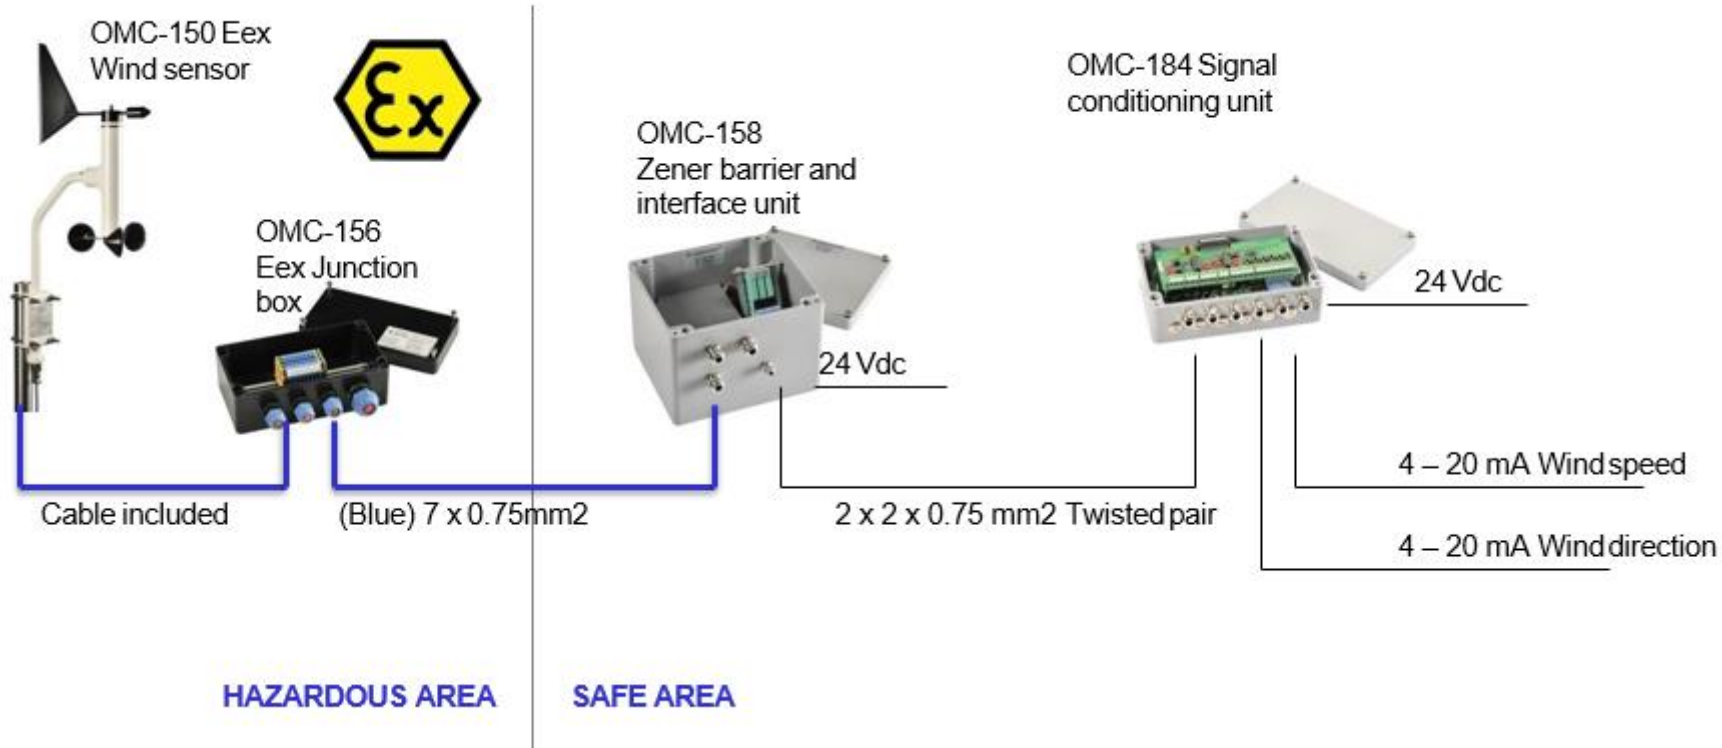 OMC-150 Eex
Wind sensor
Ex
OMC-156
Eex Junction
box
OMC-158
Zener barrier and
interface unit
OMC-184 Signal
conditioning unit
24 Vdc
24 Vdc
4 – 20 mA Wind speed
Cable included
(Blue) 7 x 0.75mm2
2 x 2 x 0.75 mm2 Twisted pair
4 – 20 mA Wind direction
HAZARDOUS AREA
SAFE AREA